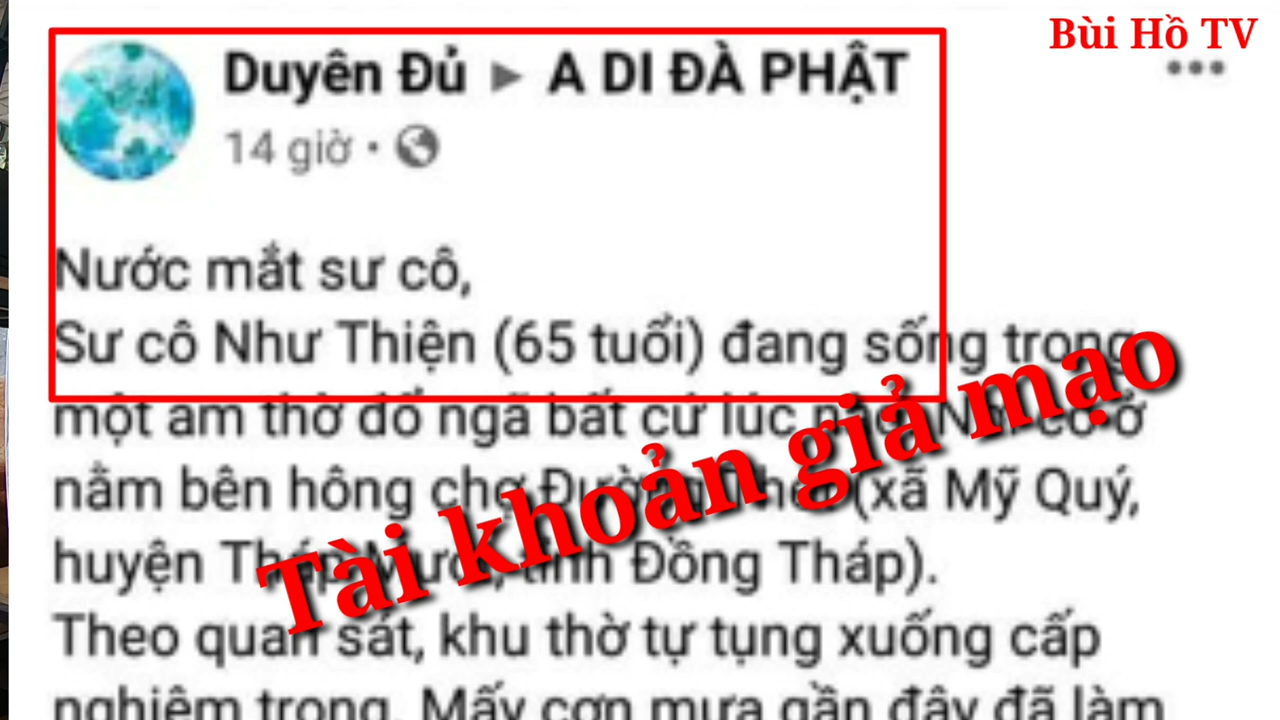 Bùi Hồ TV
Duyên Đủ ▸ A DI ĐÀ PHẬT
14 giờ ·
Nước mắt sư cô,
Sư cô Như Thiện (65 tuổi) đang sống trong
một am thờ đổ ngã bất cứ lúc nào Nơi cô ở
nằm bên hông chợ Đường (xã Mỹ Quý,
huyện Tháp Mười, tỉnh Đồng Tháp).
Theo quan sát, khu thờ tự tụng xuống cấp
nghiêm trọng. Mấy cơn mưa gần đây đã làm
Tài khoản giả mạo